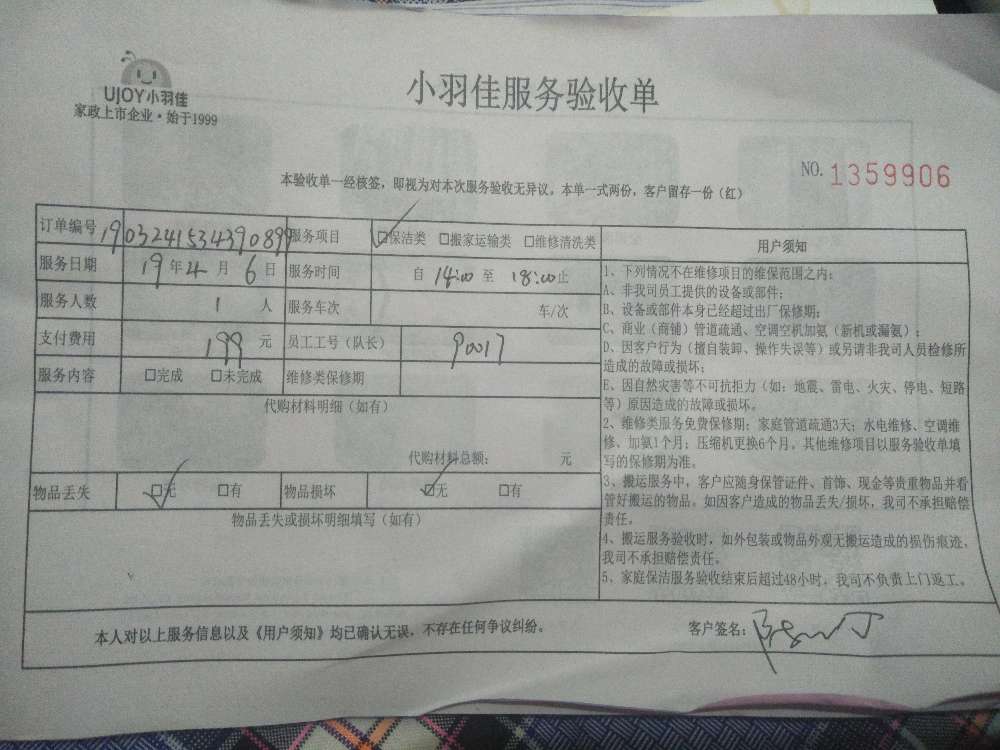 UJOY小羽佳
家政上市企业·始于1999
小羽佳服务验收单
NO. 1359906
本验收单一经核签，即视为对本次服务验收无异议，本单一式两份，客户留存一份（红）
订单编号 190324153439089 服务项目 ☑保洁类 □搬家运输类 □维修清洗类
服务日期 19年4月6日 服务时间 自 14:00 至 18:00止
服务人数 1 人 服务车次 车/次
支付费用 199 元 员工工号（队长） 90017
服务内容 □完成 □未完成 维修类保修期
代购材料明细（如有）
代购材料总额： 元
物品丢失 ☑无 □有 物品损坏 ☑无 □有
物品丢失或损坏明细填写（如有）
用户须知
1、下列情况不在维修项目的维保范围之内：
A、非我司员工提供的设备或部件；
B、设备或部件本身已经超过出厂保修期；
C、商业（商铺）管道疏通、空调空机加氨（新机或漏氨）；
D、因客户行为（擅自装卸、操作失误等）或另请非我司人员检修所
造成的故障或损坏；
E、因自然灾害等不可抗拒力（如：地震、雷电、火灾、停电、短路
等）原因造成的故障或损坏。
2、维修类服务免费保修期：家庭管道疏通3天；水电维修、空调维
修、加氨1个月；压缩机更换6个月。其他维修项目以服务验收单填
写的保修期为准。
3、搬运服务中，客户应随身保管证件、首饰、现金等贵重物品并看
管好搬运的物品。如因客户造成的物品丢失/损坏，我司不承担赔偿
责任。
4、搬运服务验收时，如外包装或物品外观无搬运造成的损伤痕迹，
我司不承担赔偿责任。
5、家庭保洁服务验收结束后超过48小时，我司不负责上门返工。
本人对以上服务信息以及《用户须知》均已确认无误，不存在任何争议纠纷。
客户签名：